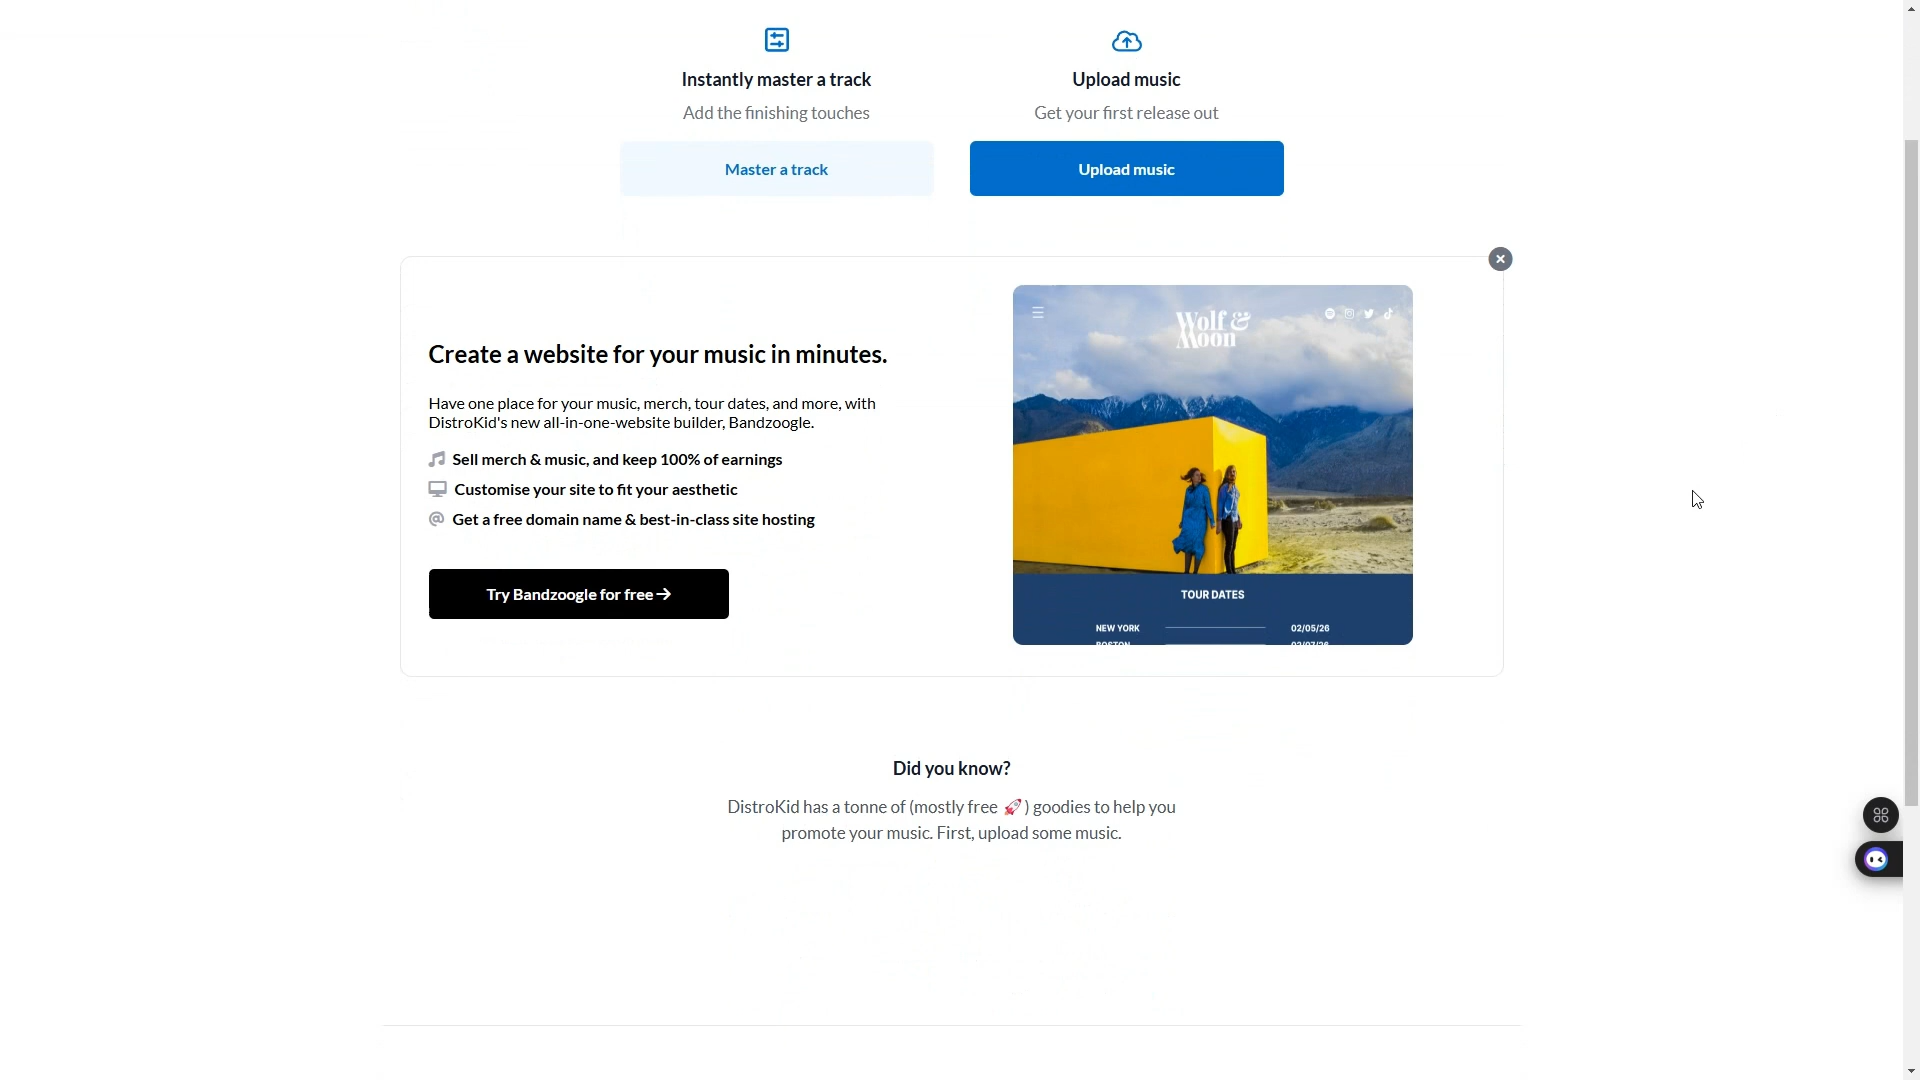 Instantly master a track
Add the finishing touches
Master a track
Upload music
Get your first release out
Upload music
Create a website for your music in minutes.
Have one place for your music, merch, tour dates, and more, with
DistroKid's new all-in-one-website builder, Bandzoogle.
Sell merch & music, and keep 100% of earnings
Customise your site to fit your aesthetic
@ Get a free domain name & best-in-class site hosting
Try Bandzoogle for free →
Wolf &
Moon
TOUR DATES
NEW YORK 02/05/26
BOSTON 02/07/26
Did you know?
DistroKid has a tonne of (mostly free 🚀) goodies to help you
promote your music. First, upload some music.